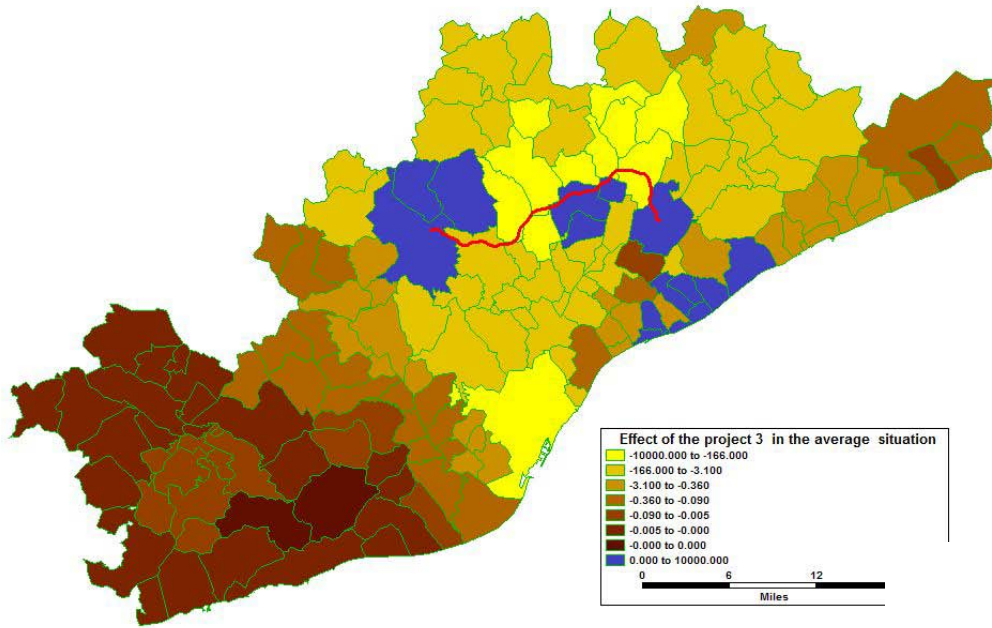 Effect of the project 3 in the average situation
-10000.000 to -166.000
-166.000 to -3.100
-3.100 to -0.360
-0.360 to -0.090
-0.090 to -0.005
-0.005 to -0.000
-0.000 to 0.000
0.000 to 10000.000
0 6 12
Miles